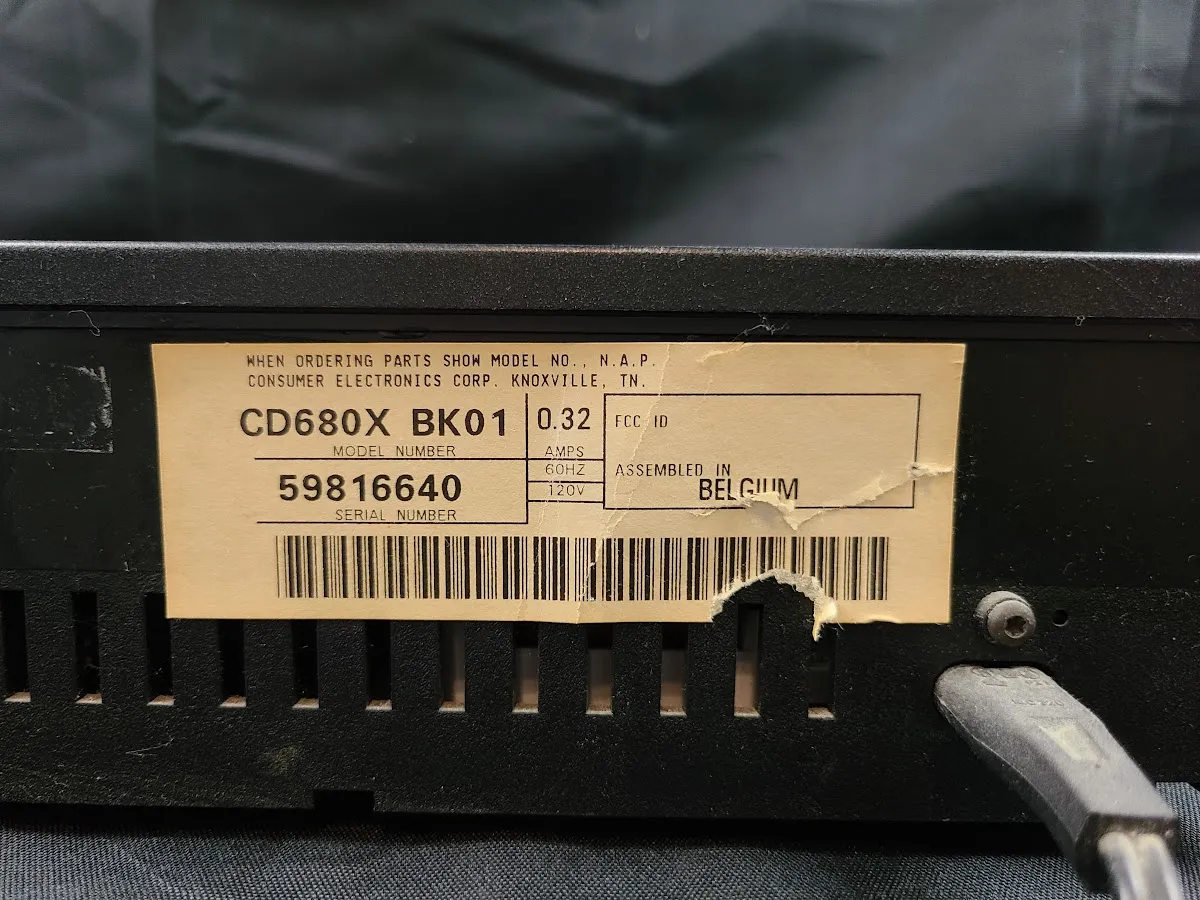 WHEN ORDERING PARTS SHOW MODEL NO., N.A.P.
CONSUMER ELECTRONICS CORP. KNOXVILLE, TN.
CD680X BK01
MODEL NUMBER
59816640
SERIAL NUMBER
0.32
AMPS
60HZ
120V
FCC ID
ASSEMBLED IN
BELGIUM